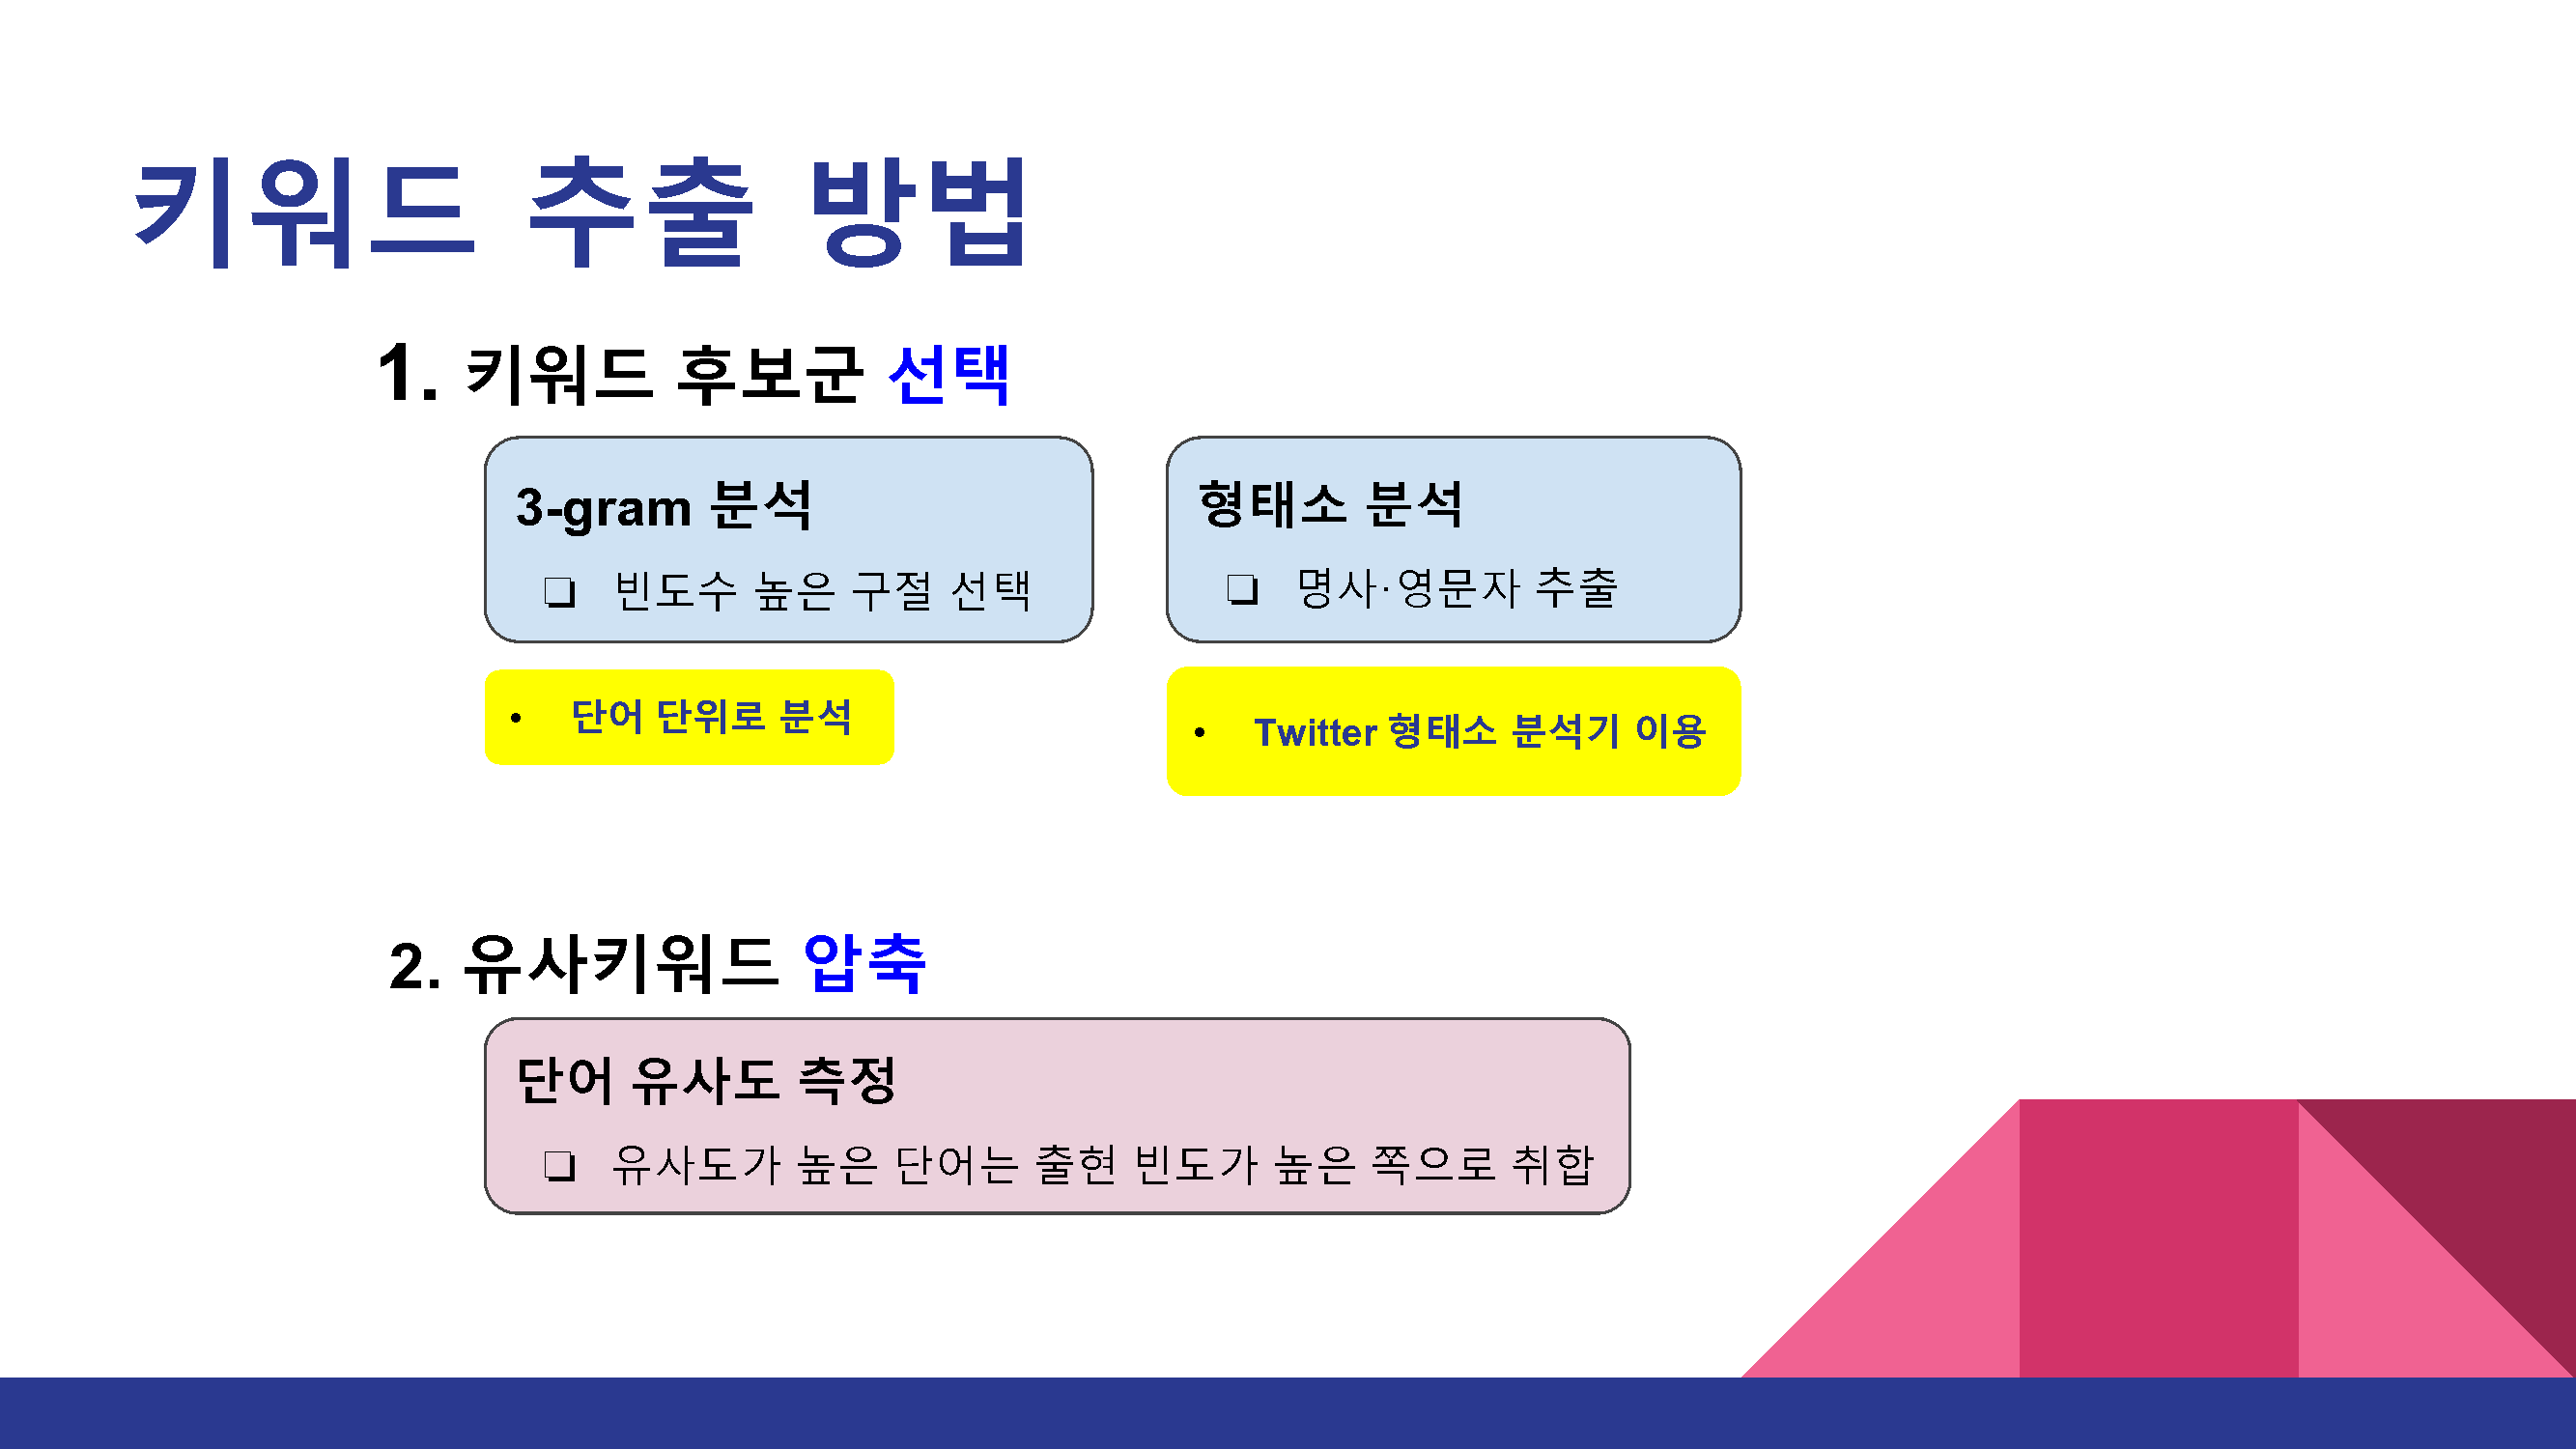 키워드 추출 방법
1. 키워드 후보군 선택
3-gram 분석
❏ 빈도수 높은 구절 선택
• 단어 단위로 분석
형태소 분석
❏ 명사·영문자 추출
• Twitter 형태소 분석기 이용
2. 유사키워드 압축
단어 유사도 측정
❏ 유사도가 높은 단어는 출현 빈도가 높은 쪽으로 취합